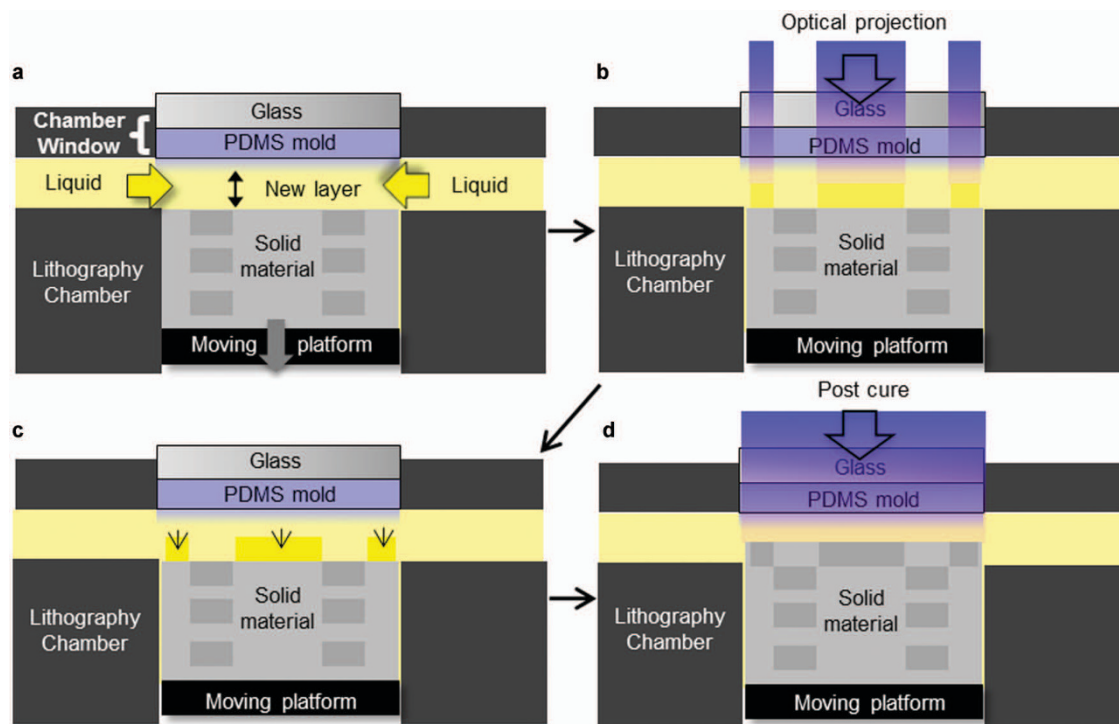 Optical projection
a
b
Chamber
Window
{
Glass
PDMS mold
Liquid
New layer
Liquid
Solid
material
Lithography
Chamber
Moving platform
Glass
PDMS mold
Lithography
Chamber
Solid
material
Moving platform
Post cure
c
d
Glass
PDMS mold
Lithography
Chamber
Solid
material
Moving platform
Glass
PDMS mold
Lithography
Chamber
Solid
material
Moving platform